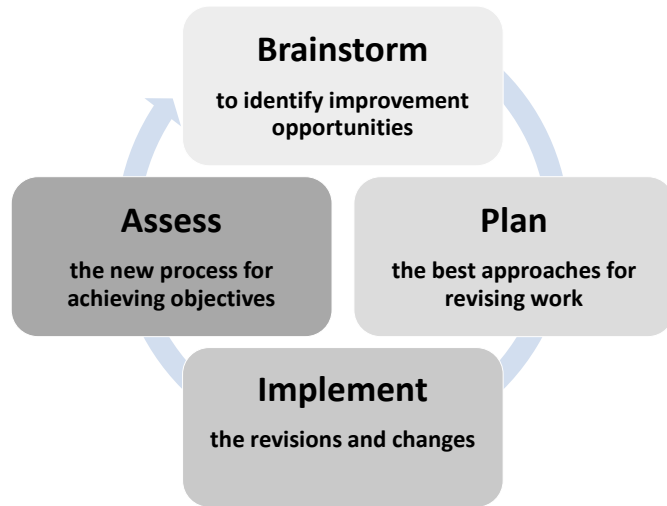 Brainstorm
to identify improvement
opportunities
Plan
the best approaches for
revising work
Implement
the revisions and changes
Assess
the new process for
achieving objectives